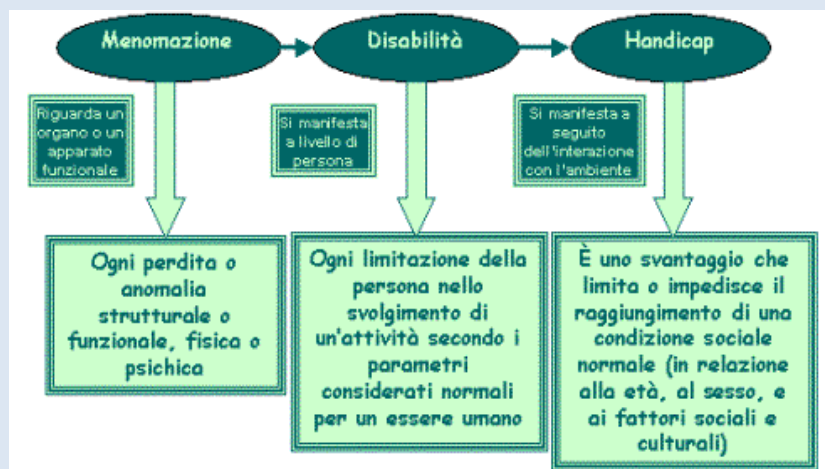 Menomazione
Disabilità
Handicap
Riguarda un
organo o un
apparato
funzionale
Si manifesta
a livello di
persona
Si manifesta a
seguito
dell'interazione
con l'ambiente
Ogni perdita o
anomalia
strutturale o
funzionale, fisica o
psichica
Ogni limitazione della
persona nello
svolgimento di
un'attività secondo i
parametri
considerati normali
per un essere umano
È uno svantaggio che
limita o impedisce il
raggiungimento di una
condizione sociale
normale (in relazione
alla età, al sesso, e
ai fattori sociali e
culturali)